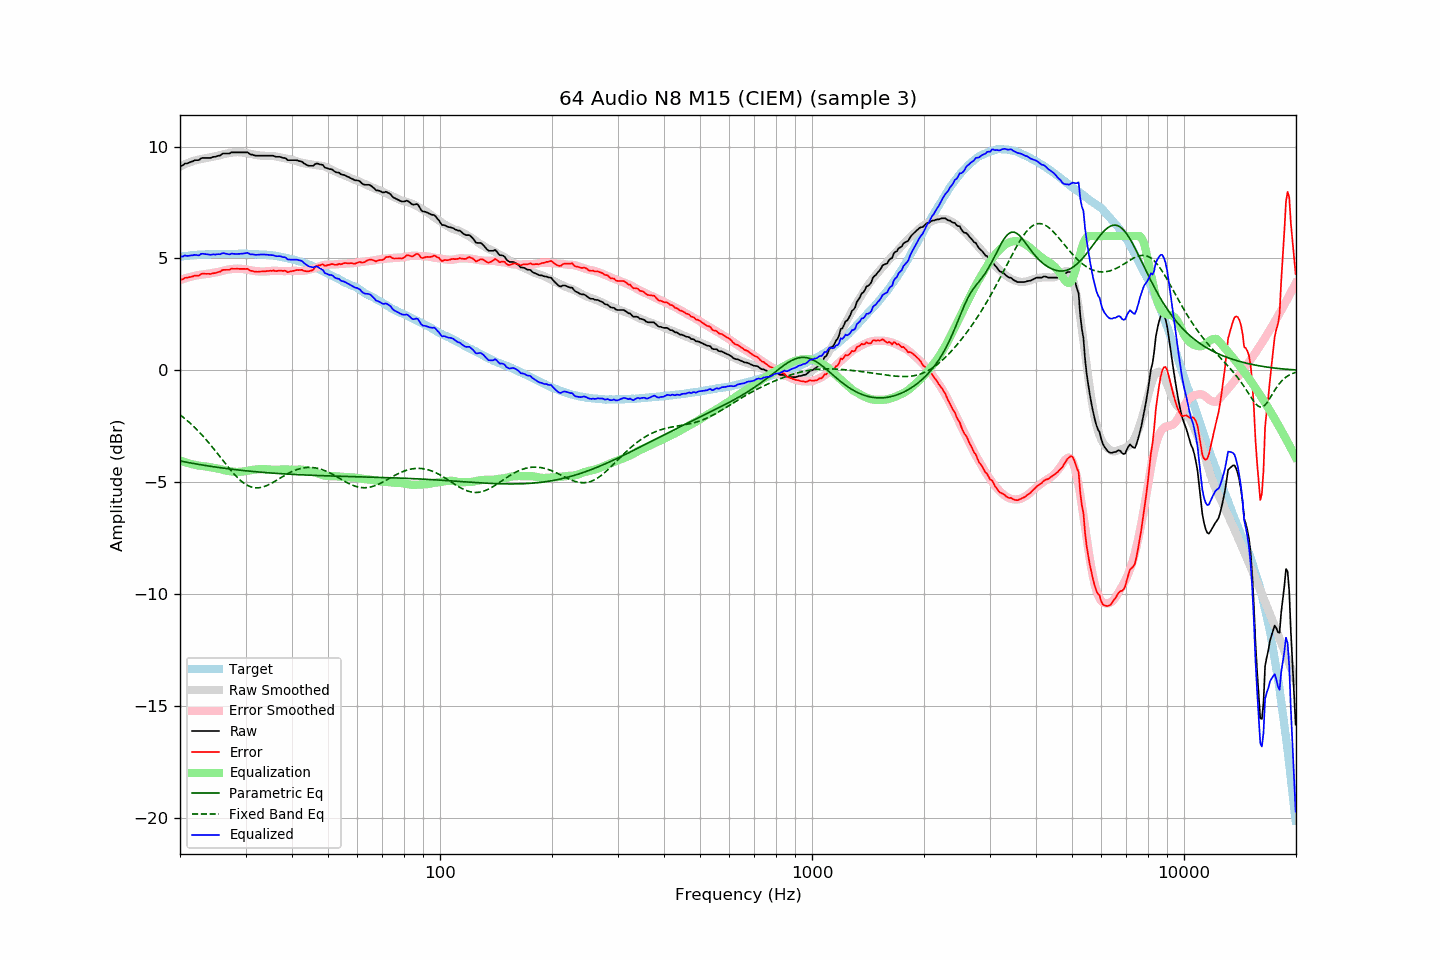 64 Audio N8 M15 (CIEM) (sample 3)
Amplitude (dBr)
10
5
0
−5
−10
−15
−20
Target
Raw Smoothed
Error Smoothed
Raw
Error
Equalization
Parametric Eq
Fixed Band Eq
Equalized
100 1000 10000
Frequency (Hz)